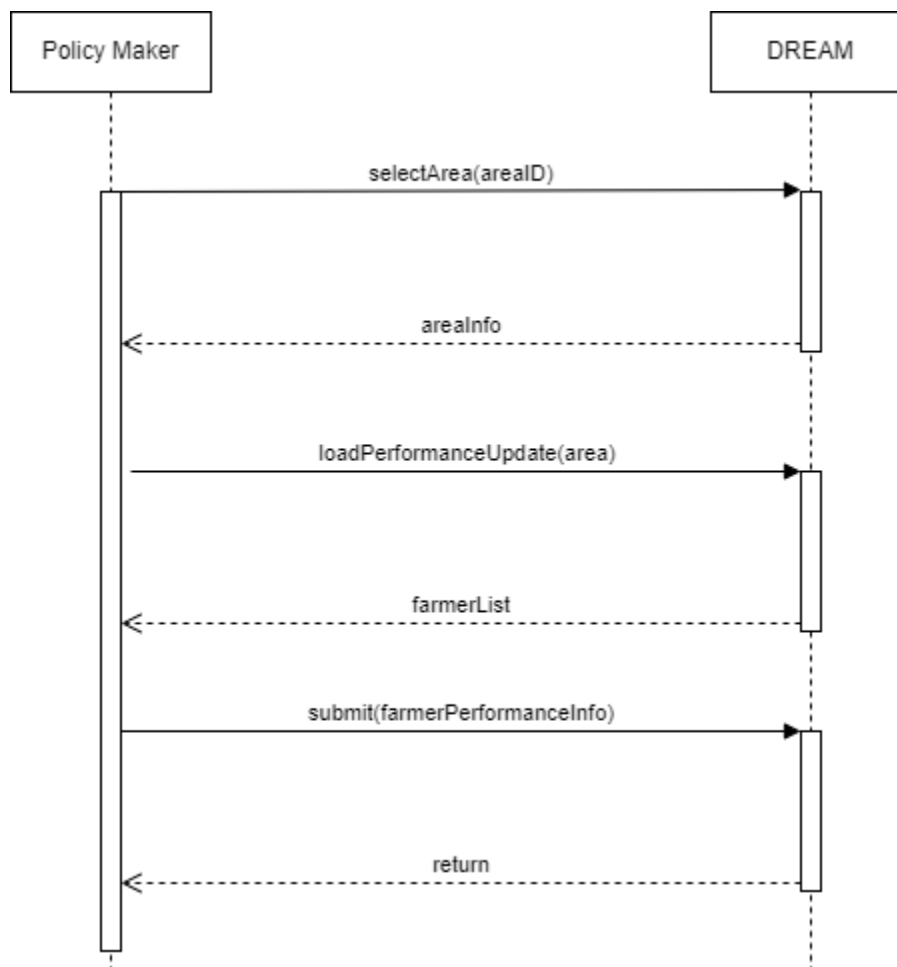 Policy Maker
DREAM
selectArea(areaID)
areaInfo
loadPerformanceUpdate(area)
farmerList
submit(farmerPerformanceInfo)
return